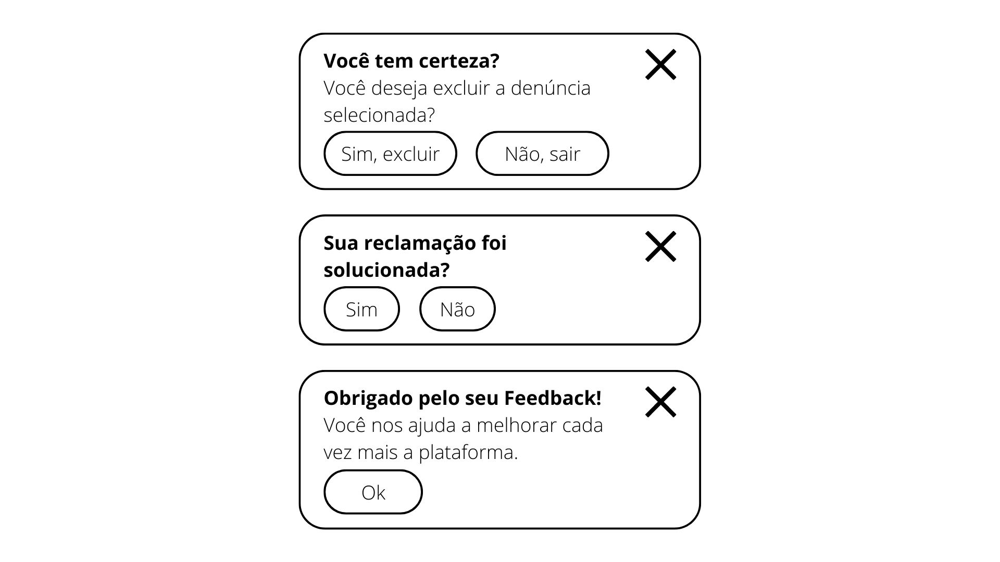 Você tem certeza?
Você deseja excluir a denúncia
selecionada?
Sim, excluir
Não, sair
Sua reclamação foi
solucionada?
Sim
Não
Obrigado pelo seu Feedback!
Você nos ajuda a melhorar cada
vez mais a plataforma.
Ok